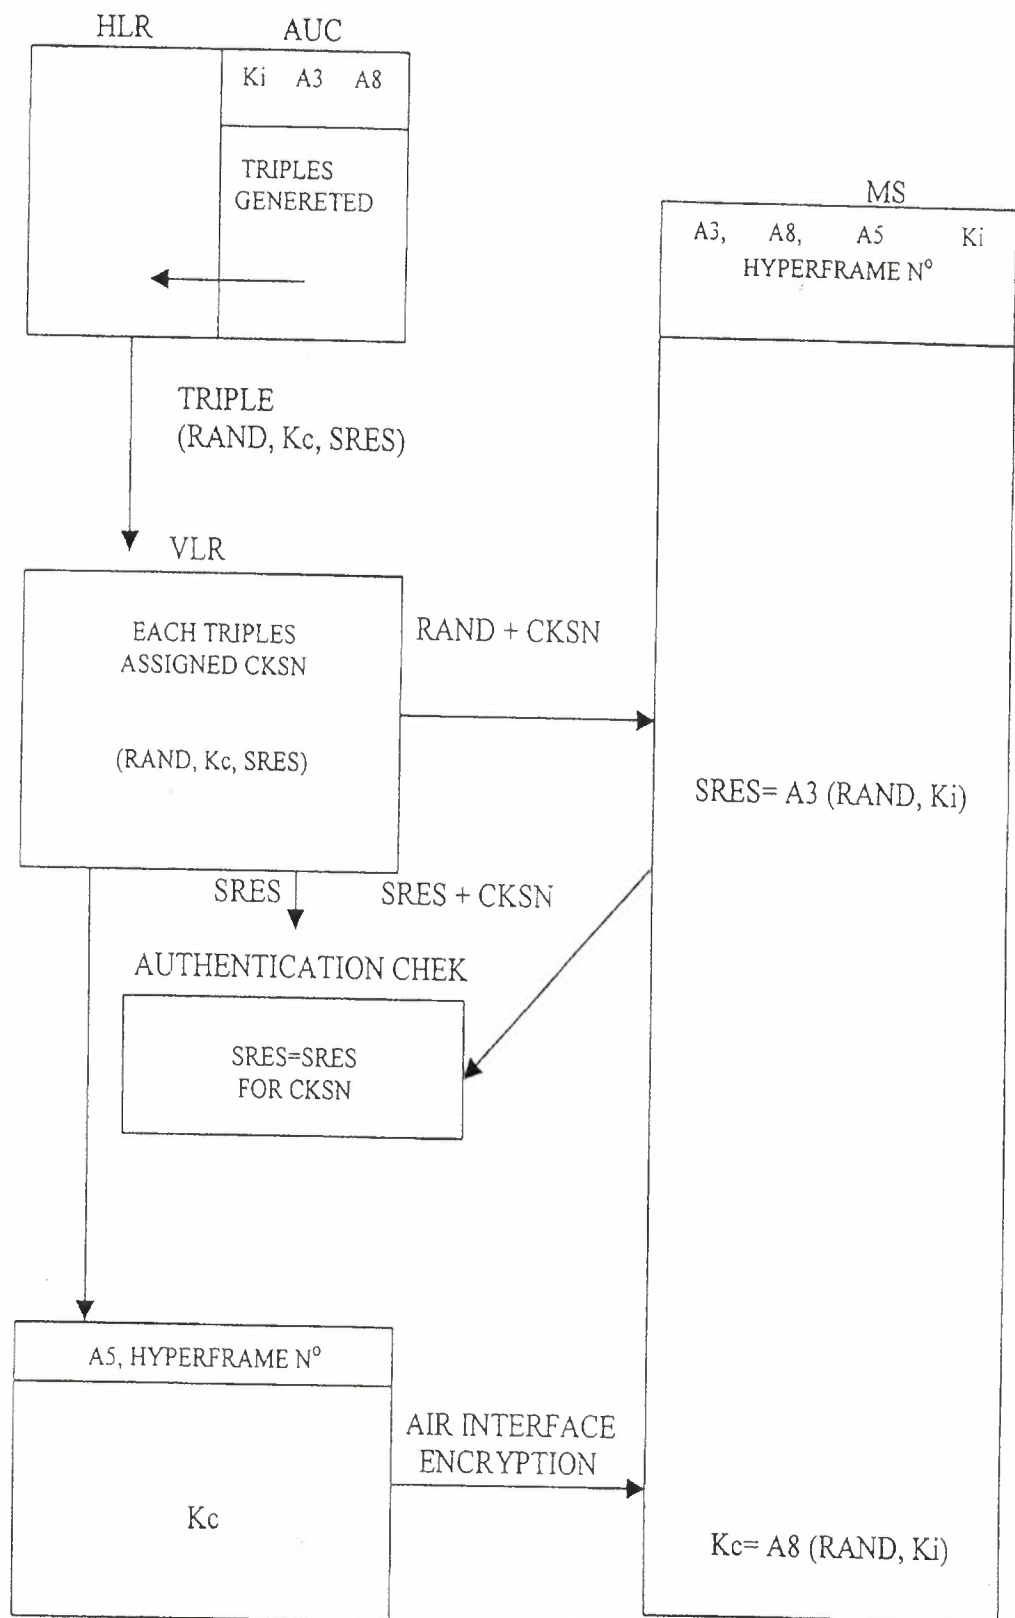 HLR AUC
Ki A3 A8
TRIPLES
GENERETED
MS
A3, A8, A5 Ki
HYPERFRAME Nº
TRIPLE
(RAND, Kc, SRES)
VLR
EACH TRIPLES
ASSIGNED CKSN
(RAND, Kc, SRES)
RAND + CKSN
SRES= A3 (RAND, Ki)
SRES
SRES + CKSN
AUTHENTICATION CHEK
SRES=SRES
FOR CKSN
A5, HYPERFRAME Nº
Kc
AIR INTERFACE
ENCRYPTION
Kc= A8 (RAND, Ki)